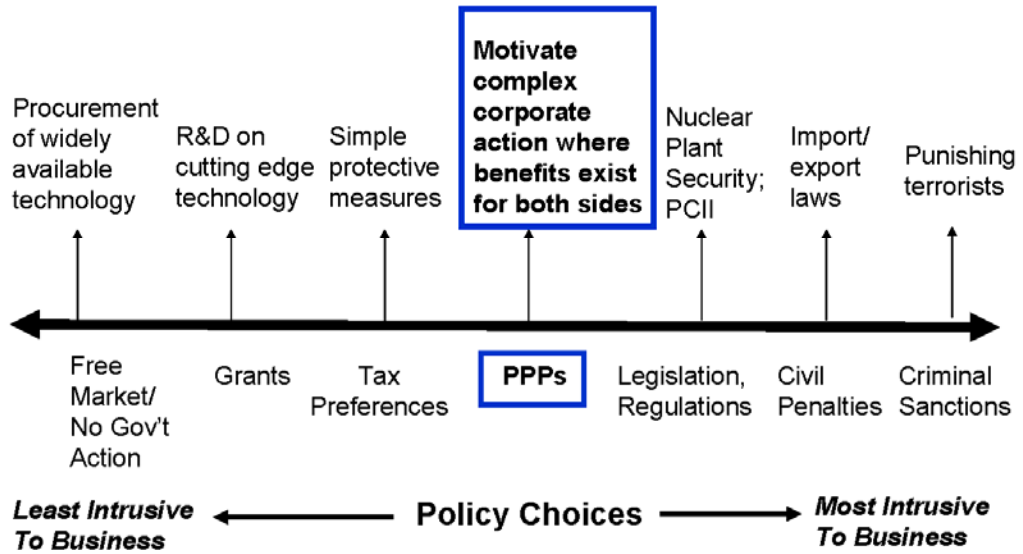 Procurement
of widely
available
technology
R&D on
cutting edge
technology
Simple
protective
measures
Motivate
complex
corporate
action where
benefits exist
for both sides
Nuclear
Plant
Security;
PCII
Import/
export
laws
Punishing
terrorists
Free
Market/
No Gov't
Action
Grants
Tax
Preferences
PPPs
Legislation,
Regulations
Civil
Penalties
Criminal
Sanctions
Least Intrusive
To Business
Policy Choices
Most Intrusive
To Business